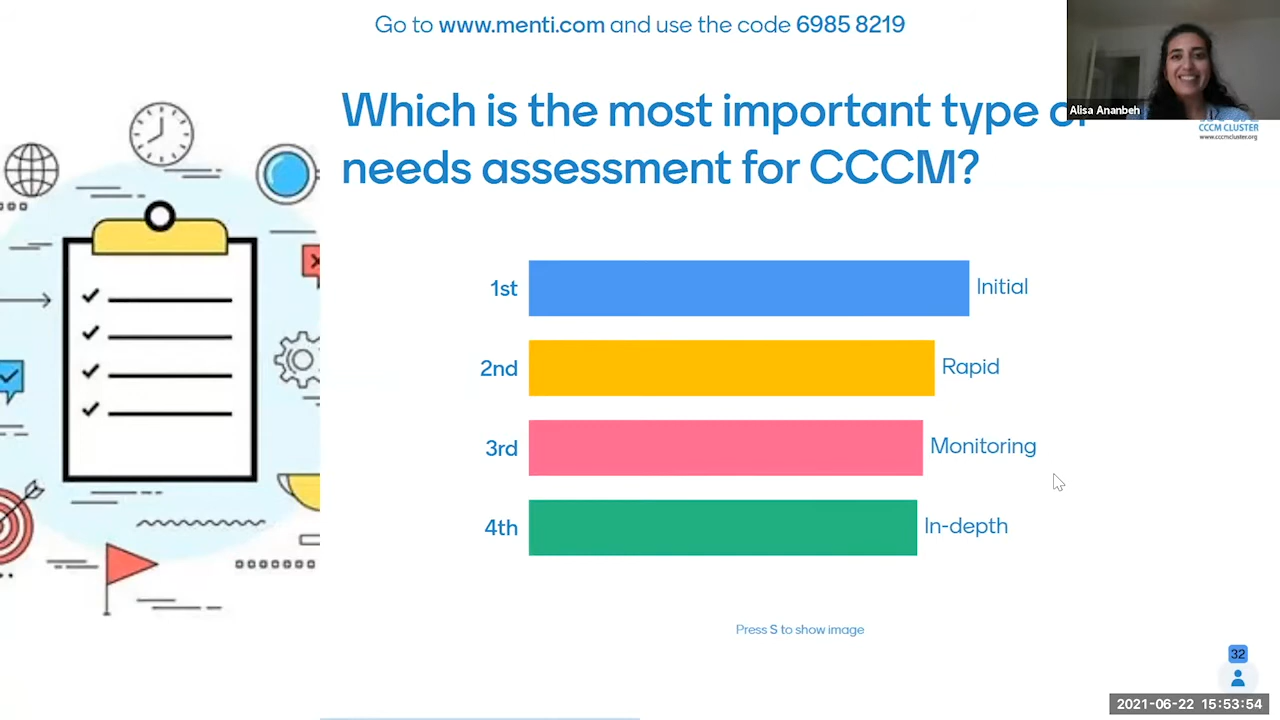 Go to www.menti.com and use the code 6985 8219
Alisa Ananbeh
CCCM CLUSTER
www.cccmcluster.org
Which is the most important type of
needs assessment for CCCM?
1st Initial
2nd Rapid
3rd Monitoring
4th In-depth
Press S to show image
32
2021-06-22 15:53:54